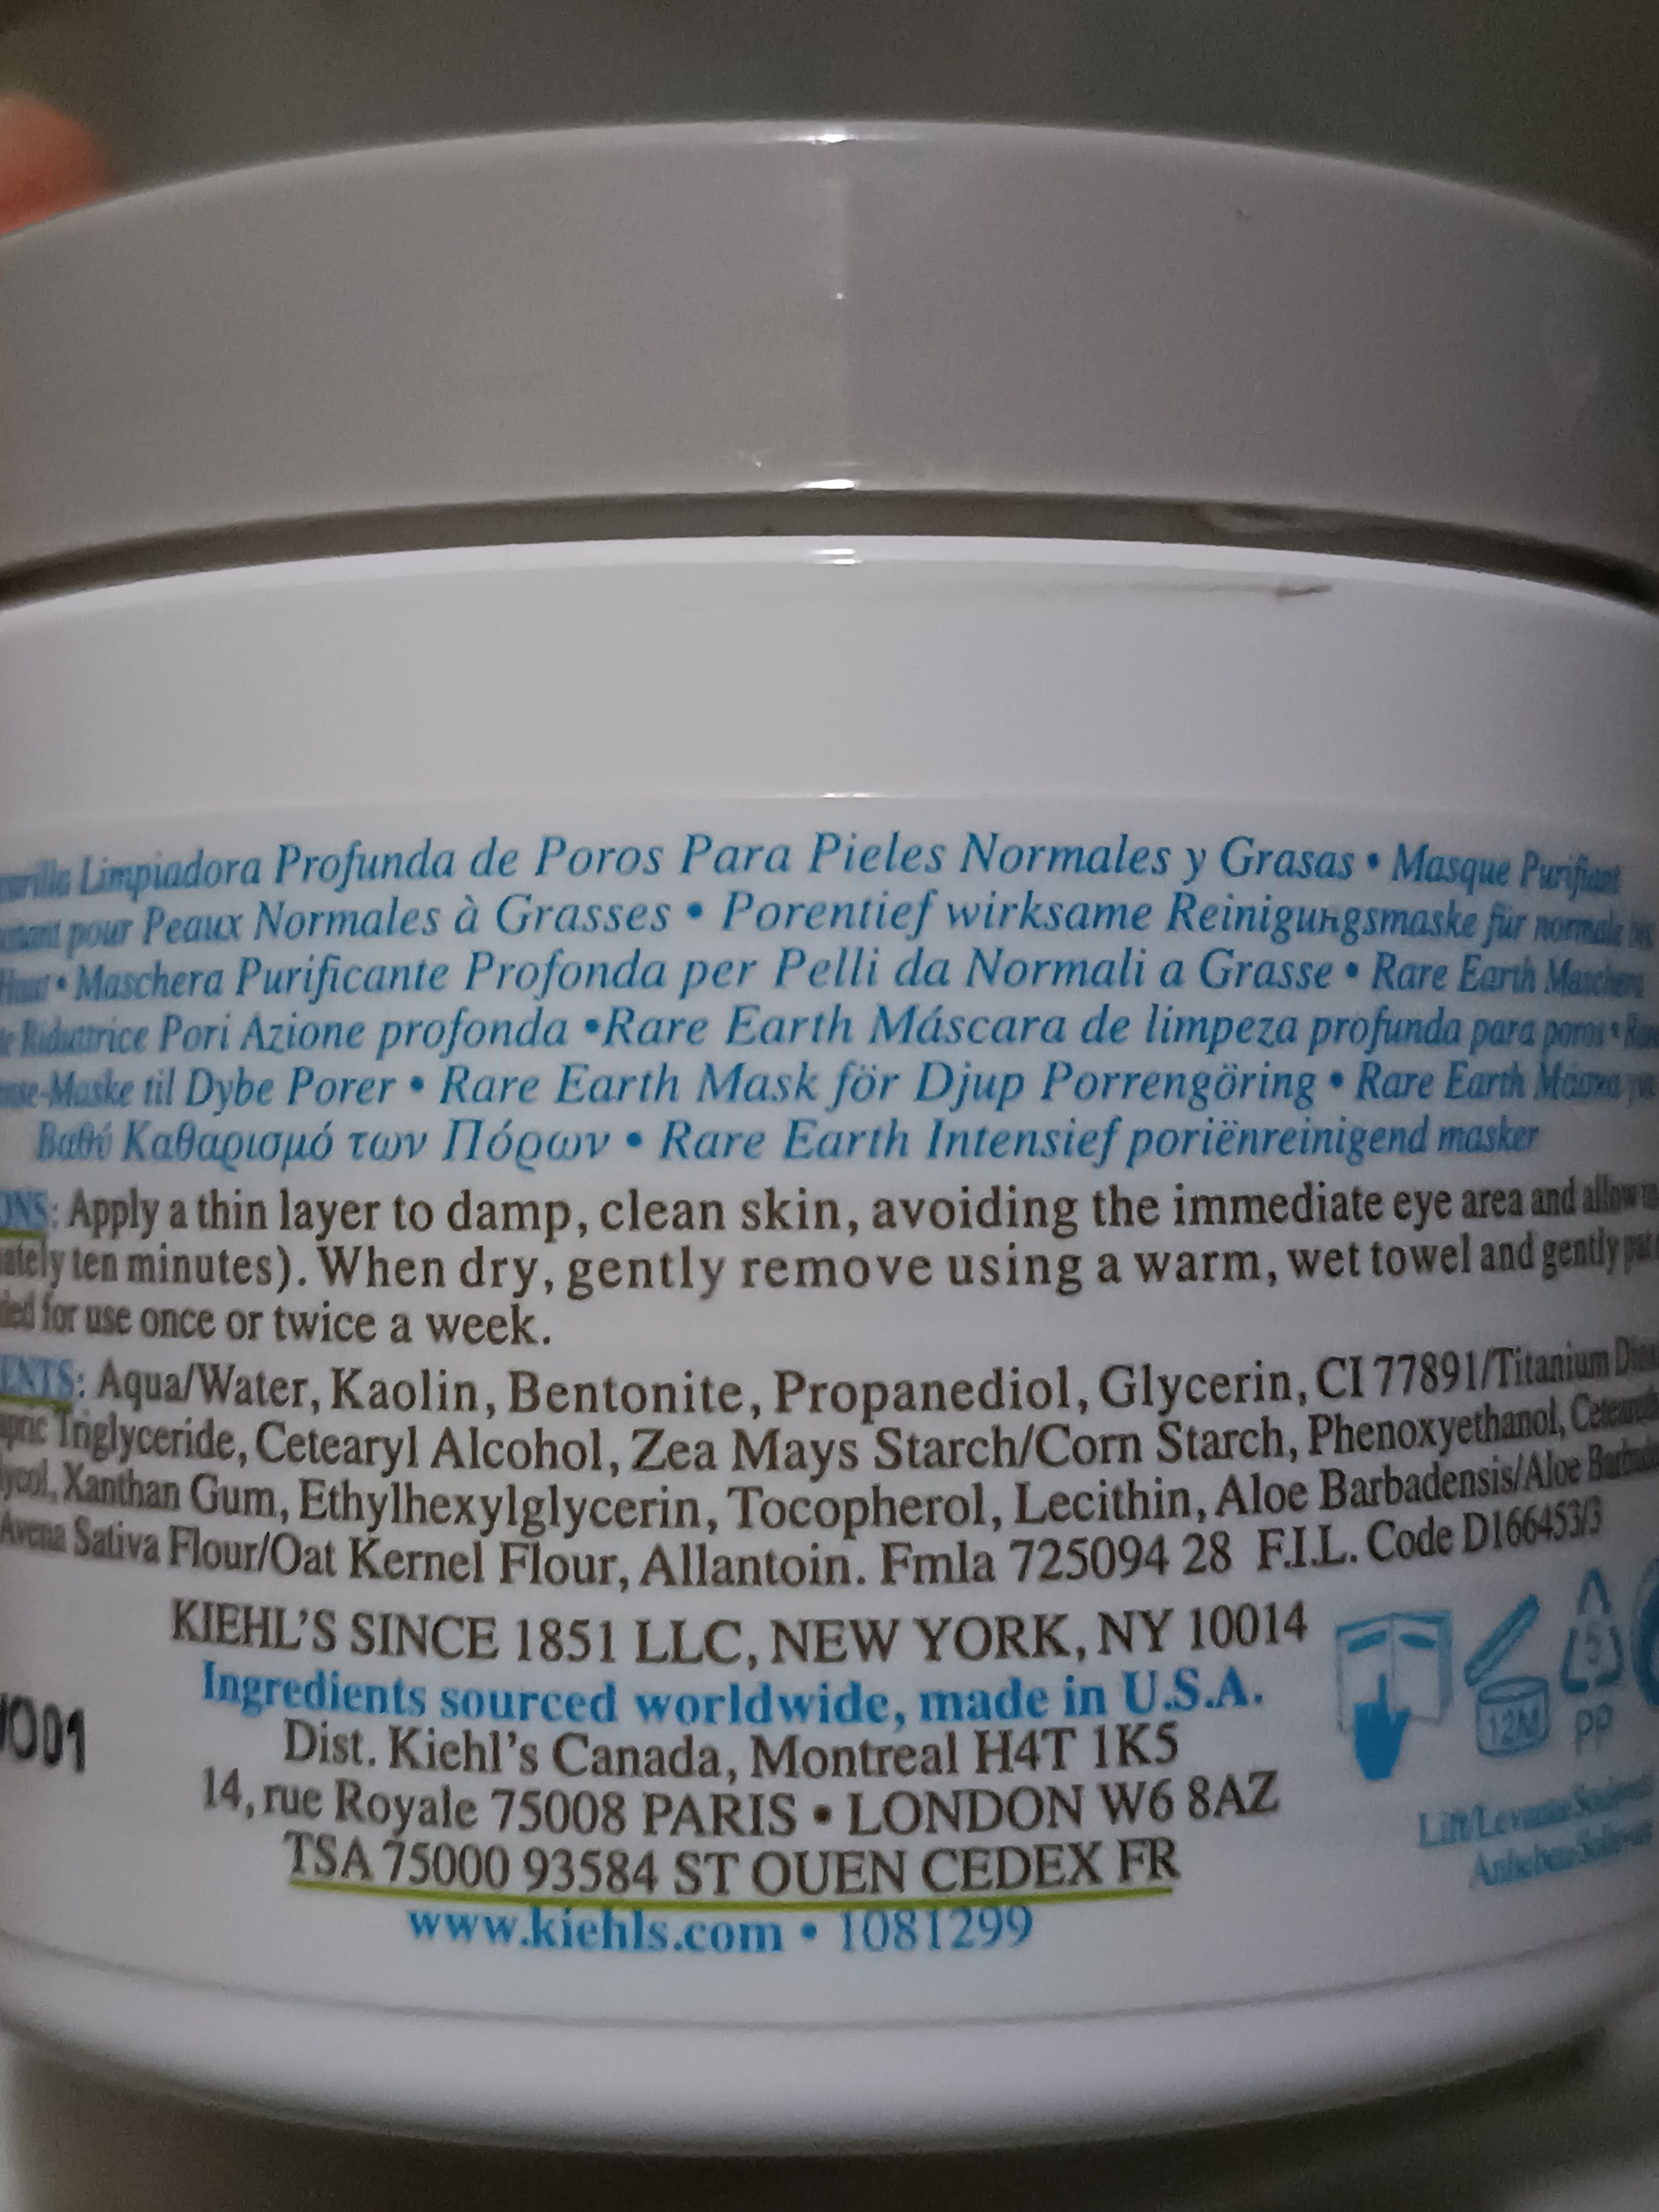 Limpiadora Profunda de Poros Para Pieles Normales y Grasas • Masque Purifiant
pour Peaux Normales à Grasses • Porentief wirksame Reinigungsmaske für normale
Maschera Purificante Profonda per Pelli da Normali a Grasse • Rare Earth Maschera
Riduttrice Pori Azione profonda •Rare Earth Máscara de limpeza profunda para poros •
til Dybe Porer • Rare Earth Mask för Djup Porrengöring • Rare Earth Μάσκα
Βαθύ Καθαρισμό των Πόρων • Rare Earth Intensief poriënreinigend masker
Apply a thin layer to damp, clean skin, avoiding the immediate eye area and allow
ten minutes). When dry, gently remove using a warm, wet towel and gently
for use once or twice a week.
Aqua/Water, Kaolin, Bentonite, Propanediol, Glycerin, CI 77891/Titanium
Triglyceride, Cetearyl Alcohol, Zea Mays Starch/Corn Starch, Phenoxyethanol,
Xanthan Gum, Ethylhexylglycerin, Tocopherol, Lecithin, Aloe Barbadensis/Aloe
Avena Sativa Flour/Oat Kernel Flour, Allantoin. Fmla 725094 28 F.I.L. Code D166453/3
KIEHL'S SINCE 1851 LLC, NEW YORK, NY 10014
Ingredients sourced worldwide, made in U.S.A.
Dist. Kiehl's Canada, Montreal H4T 1K5
14, rue Royale 75008 PARIS • LONDON W6 8AZ
TSA 75000 93584 ST OUEN CEDEX FR
www.kiehls.com • 1081299
12M
5
PP